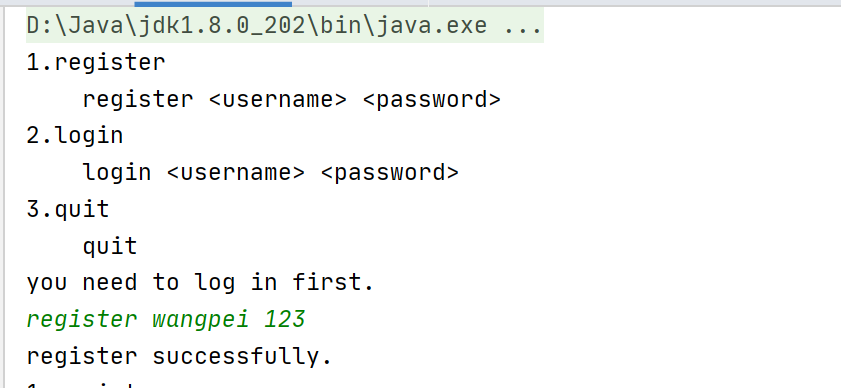 D:\Java\jdk1.8.0_202\bin\java.exe ...
1.register
    register <username> <password>
2.login
    login <username> <password>
3.quit
    quit
you need to log in first.
register wangpei 123
register successfully.